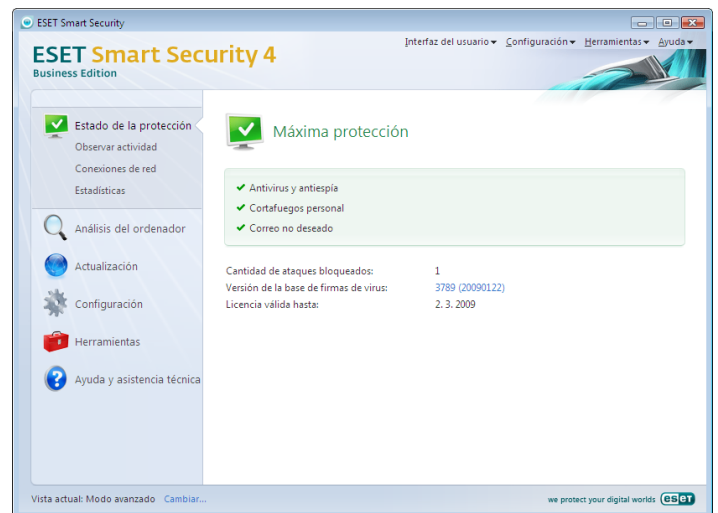 ESET Smart Security
ESET Smart Security 4
Business Edition
Interfaz del usuario Configuración Herramientas Ayuda
Estado de la protección
Observar actividad
Conexiones de red
Estadísticas
Análisis del ordenador
Actualización
Configuración
Herramientas
Ayuda y asistencia técnica
Máxima protección
Antivirus y antiespía
Cortafuegos personal
Correo no deseado
Cantidad de ataques bloqueados: 1
Versión de la base de firmas de virus: 3789 (20090122)
Licencia válida hasta: 2. 3. 2009
Vista actual: Modo avanzado Cambiar...
we protect your digital worlds eset